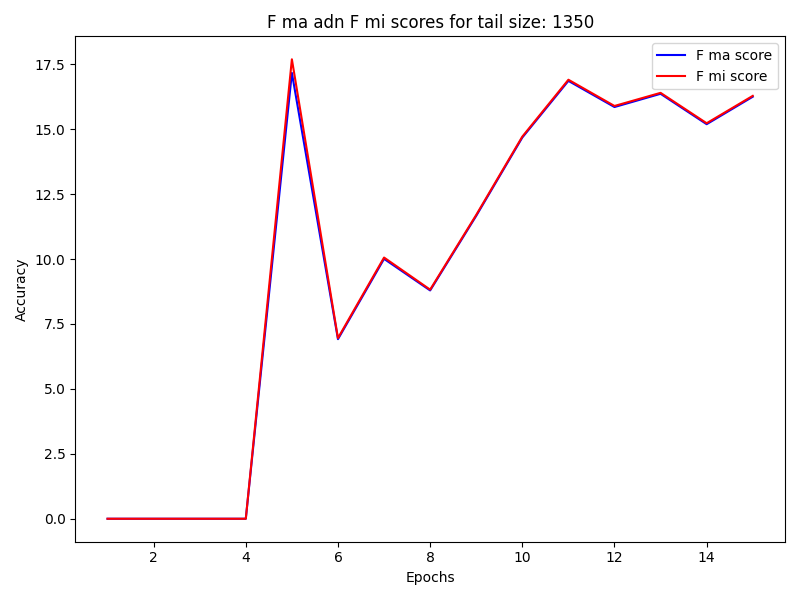 F ma adn F mi scores for tail size: 1350
F ma score
F mi score
17.5
15.0
12.5
10.0
7.5
5.0
2.5
0.0
Accuracy
2 4 6 8 10 12 14
Epochs